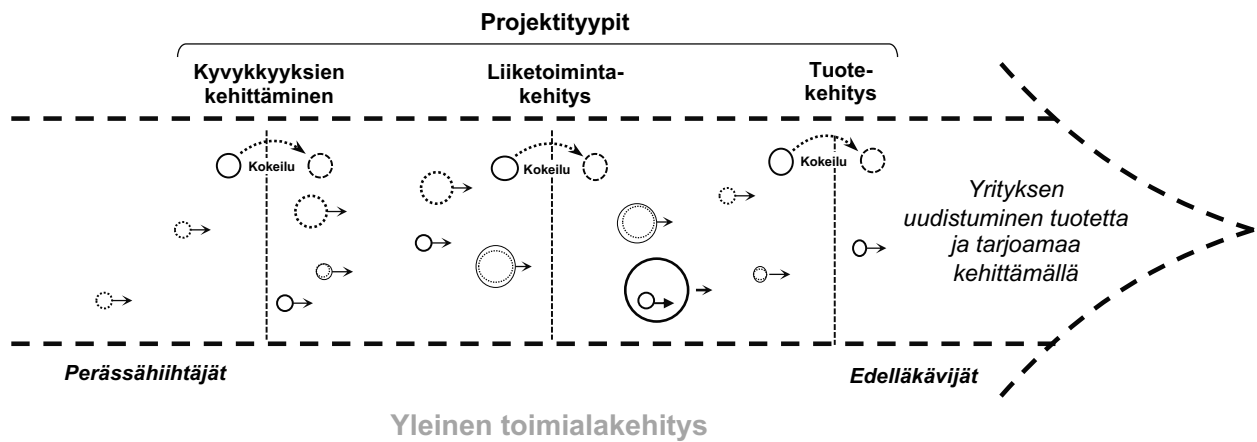 Projektityypit
Kyvykkyyksien
kehittäminen
Liiketoiminta-
kehitys
Tuote-
kehitys
Kokeilu
Kokeilu
Kokeilu
Yrityksen
uudistuminen tuotetta
ja tarjoamaa
kehittämällä
Perässähiihtäjät
Edelläkävijät
Yleinen toimialakehitys